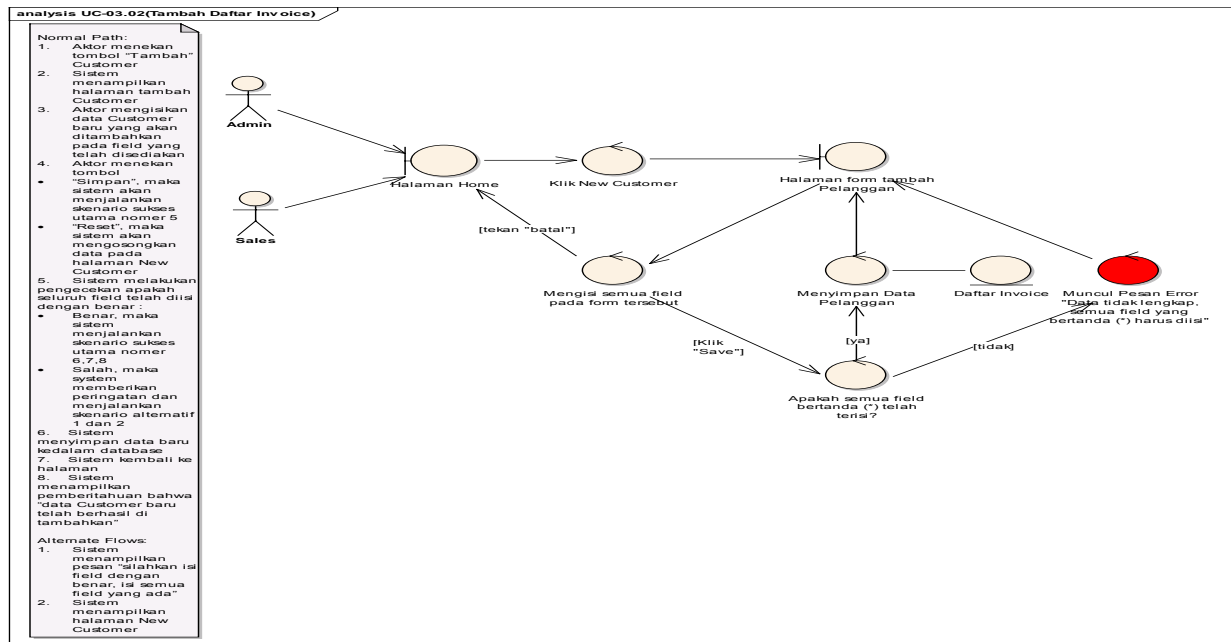 analysis UC-03.02(Tambah Daftar Invoice)
Normal Path:
1. Aktor menekan
tombol "Tambah"
Customer
2. Sistem
menampilkan
halaman tambah
Customer
3. Aktor mengisikan
data Customer
baru yang akan
ditambahkan
pada field yang
telah disediakan
4. Aktor menekan
tombol
• "Simpan", maka
sistem akan
menjalankan
skenario sukses
utama nomer 5
• "Reset", maka
sistem akan
mengosongkan
data pada
halaman New
Customer
5. Sistem melakukan
pengecekan apakah
seluruh field telah diisi
dengan benar :
• Benar, maka
sistem
menjalankan
skenario sukses
utama nomer
6,7,8
• Salah, maka
system
memberikan
peringatan dan
menjalankan
skenario alternatif
1 dan 2
6. Sistem
menyimpan data baru
kedalam database
7. Sistem kembali ke
halaman
8. Sistem
menampilkan
pemberitahuan bahwa
"data Customer baru
telah berhasil di
tambahkan"
Alternate Flows:
1. Sistem
menampilkan
pesan "silahkan isi
field dengan
benar, isi semua
field yang ada"
2. Sistem
menampilkan
halaman New
Customer
Admin
Sales
Halaman Home
Klik New Customer
Halaman form tambah
Pelanggan
[tekan "batal"]
Mengisi semua field
pada form tersebut
Menyimpan Data
Pelanggan
Daftar Invoice
Muncul Pesan Error
"Data tidak lengkap,
semua field yang
bertanda (*) harus diisi"
[Klik
"Save"]
[ya]
[tidak]
Apakah semua field
bertanda (*) telah
terisi?